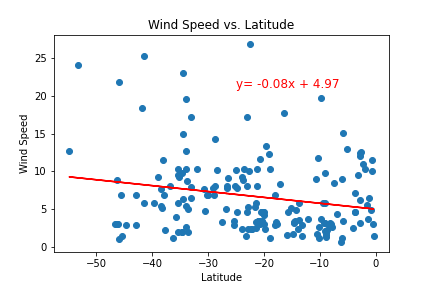 Wind Speed vs. Latitude
25
20
15
10
5
0
Wind Speed
y= -0.08x + 4.97
−50 −40 −30 −20 −10 0
Latitude